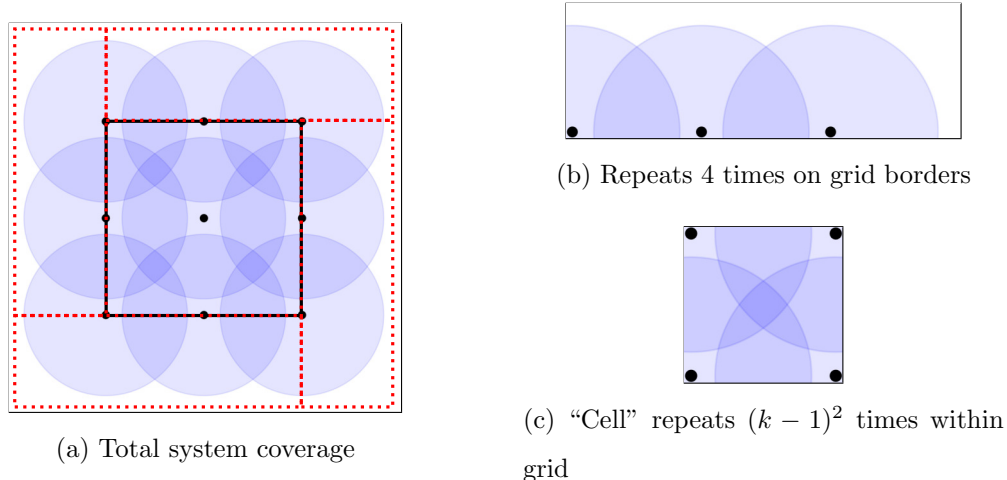 (a) Total system coverage
(b) Repeats 4 times on grid borders
(c) “Cell” repeats (k − 1)² times within
grid